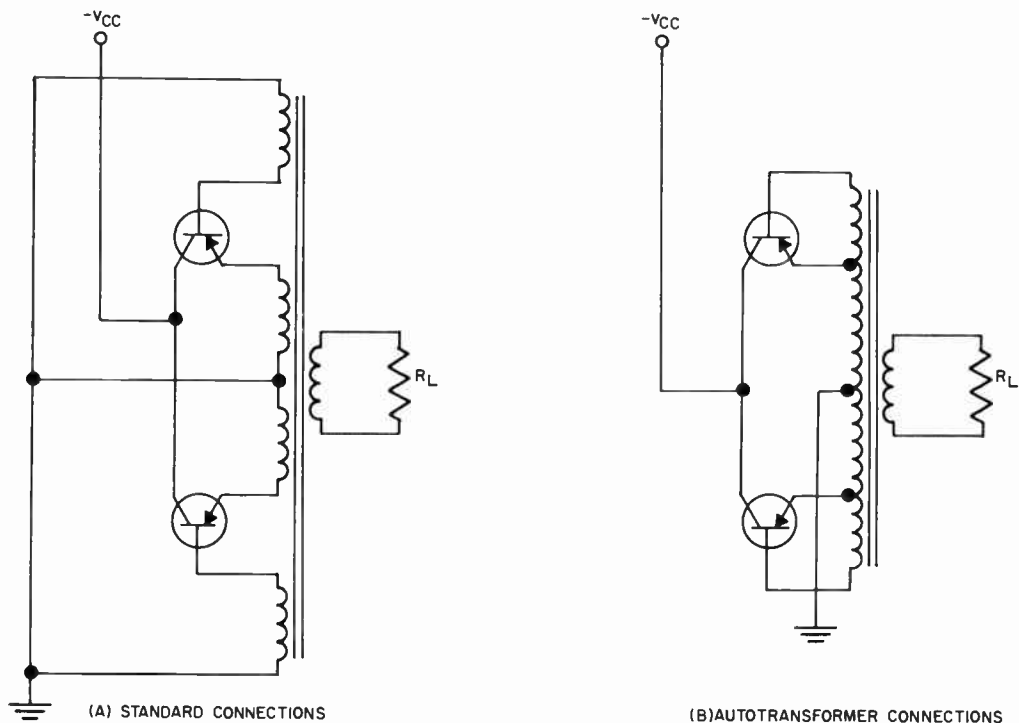 -VCC
-VCC
RL
RL
(A) STANDARD CONNECTIONS
(B)AUTOTRANSFORMER CONNECTIONS